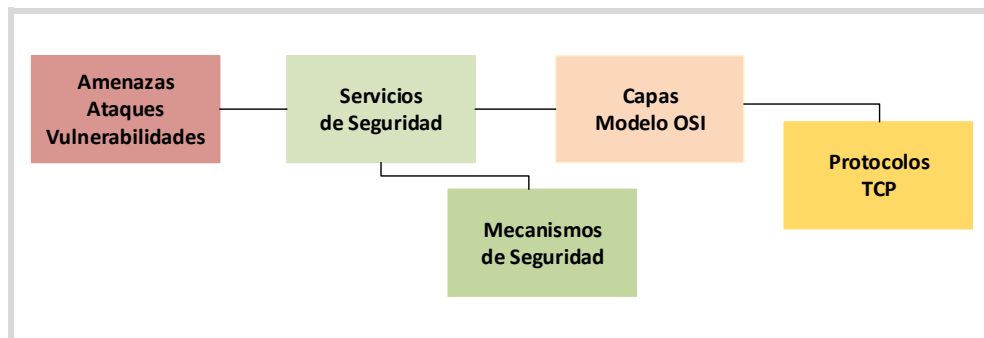 Amenazas
Ataques
Vulnerabilidades
Servicios
de Seguridad
Capas
Modelo OSI
Protocolos
TCP
Mecanismos
de Seguridad